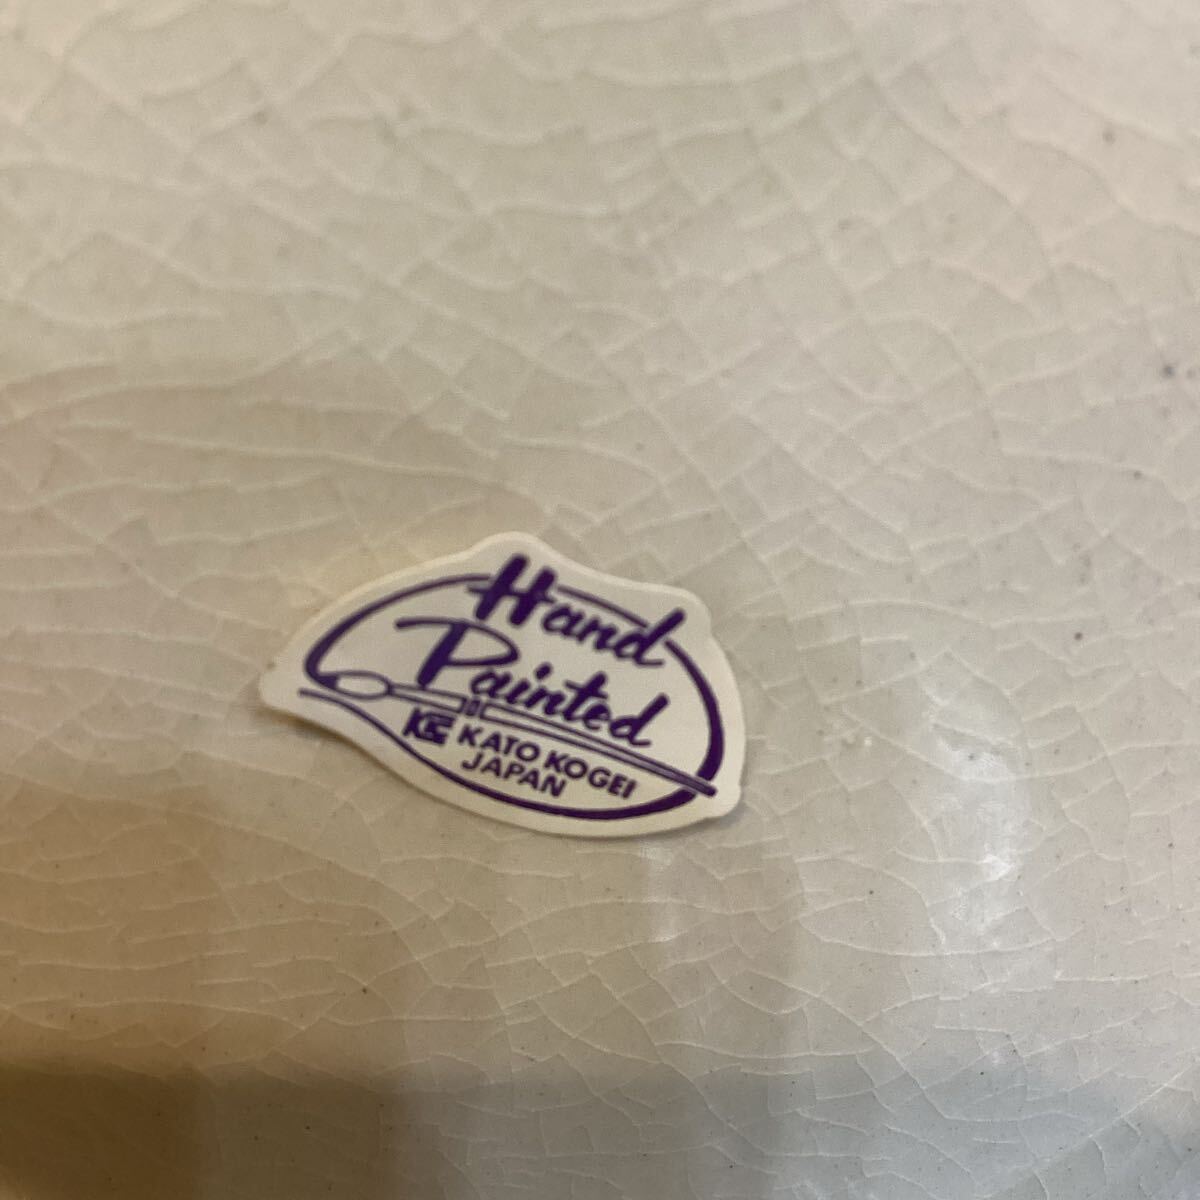 Hand
Painted
KATO KOGEI
JAPAN